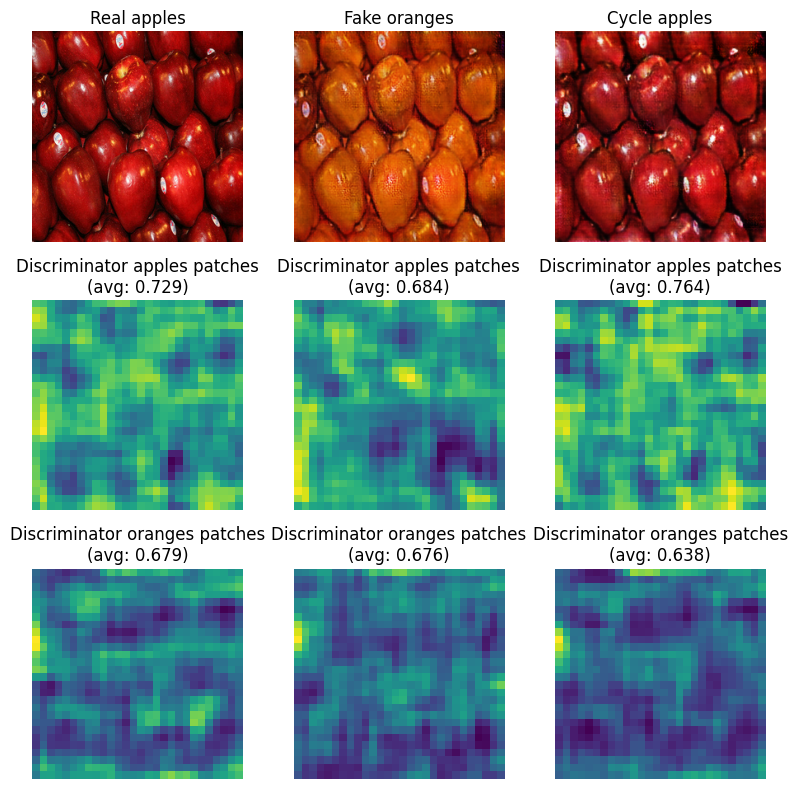 Real apples
Fake oranges
Cycle apples
Discriminator apples patches
(avg: 0.729)
Discriminator apples patches
(avg: 0.684)
Discriminator apples patches
(avg: 0.764)
Discriminator oranges patches
(avg: 0.679)
Discriminator oranges patches
(avg: 0.676)
Discriminator oranges patches
(avg: 0.638)